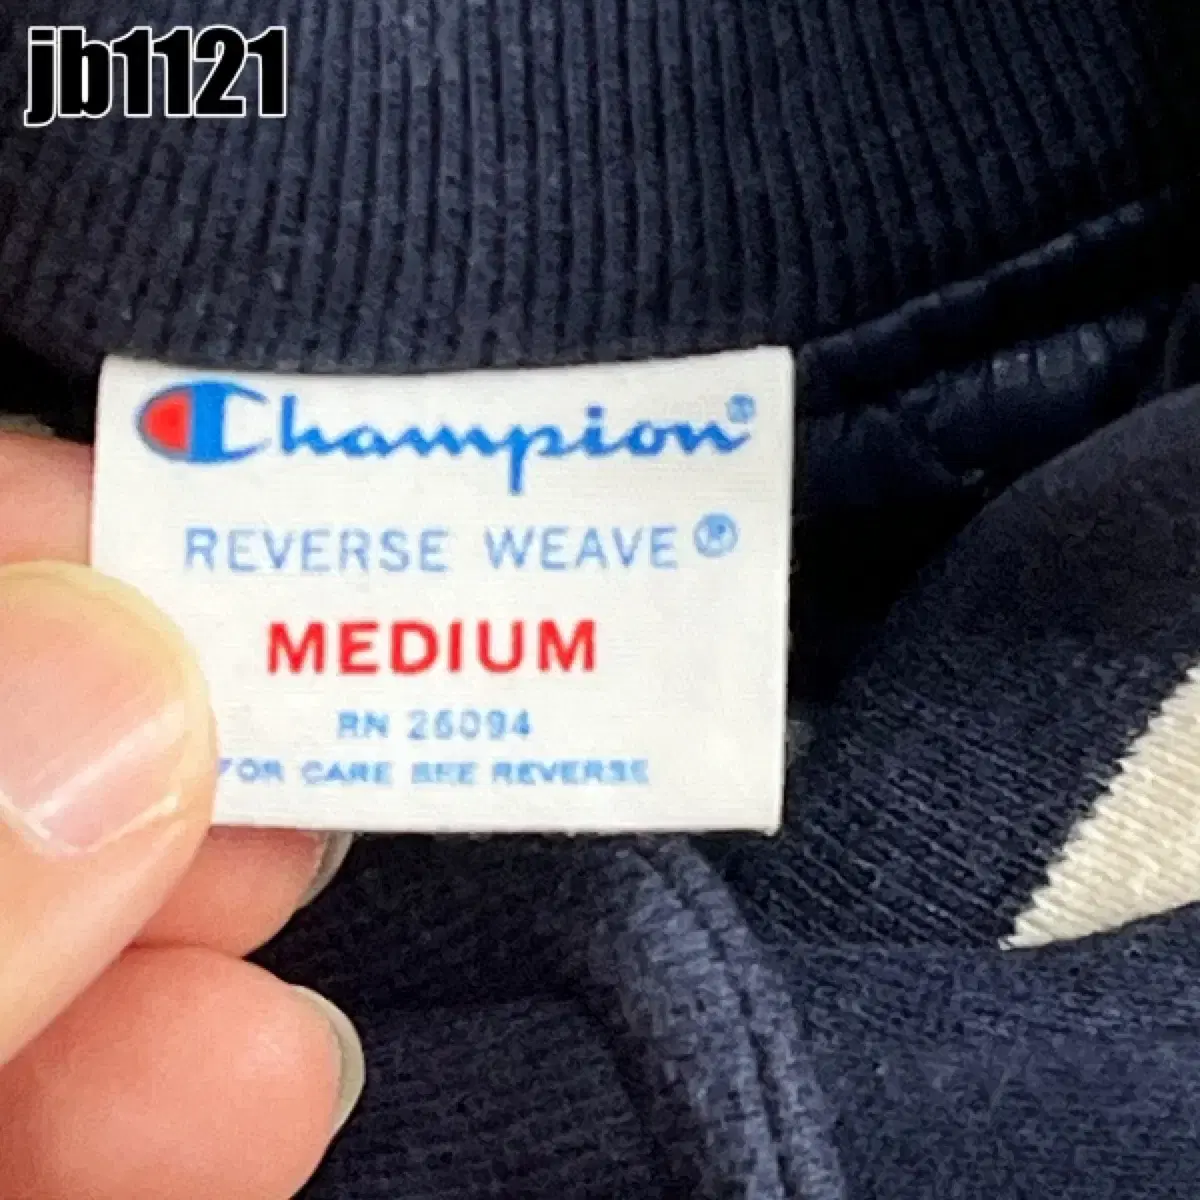 jb1121
Champion®
REVERSE WEAVE®
MEDIUM
RN 26094
FOR CARE SEE REVERSE